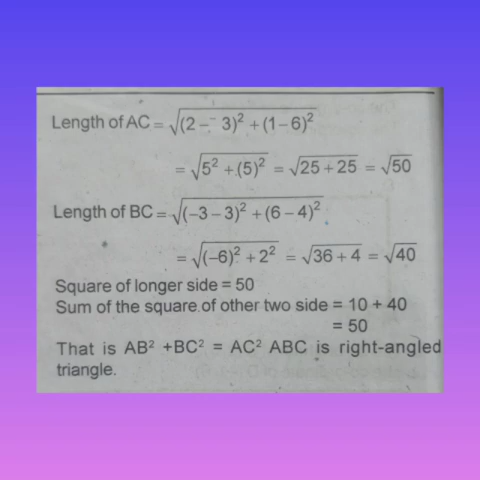 Length of AC = √(2 – ⁻3)² + (1 – 6)²
= √5² + (5)² = √25 + 25 = √50
Length of BC = √(–3 – 3)² + (6 – 4)²
= √(–6)² + 2² = √36 + 4 = √40
Square of longer side = 50
Sum of the square of other two side = 10 + 40
= 50
That is AB² +BC² = AC² ABC is right-angled
triangle.